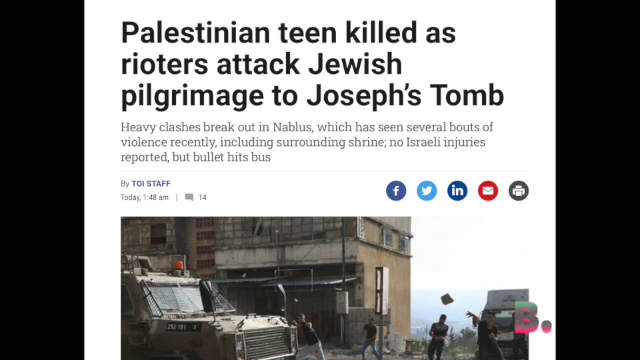 Palestinian teen killed as
rioters attack Jewish
pilgrimage to Joseph's Tomb
Heavy clashes break out in Nablus, which has seen several bouts of
violence recently, including surrounding shrine; no Israeli injuries
reported, but bullet hits bus
By TOI STAFF
Today, 1:48 am | 14
f in
B.